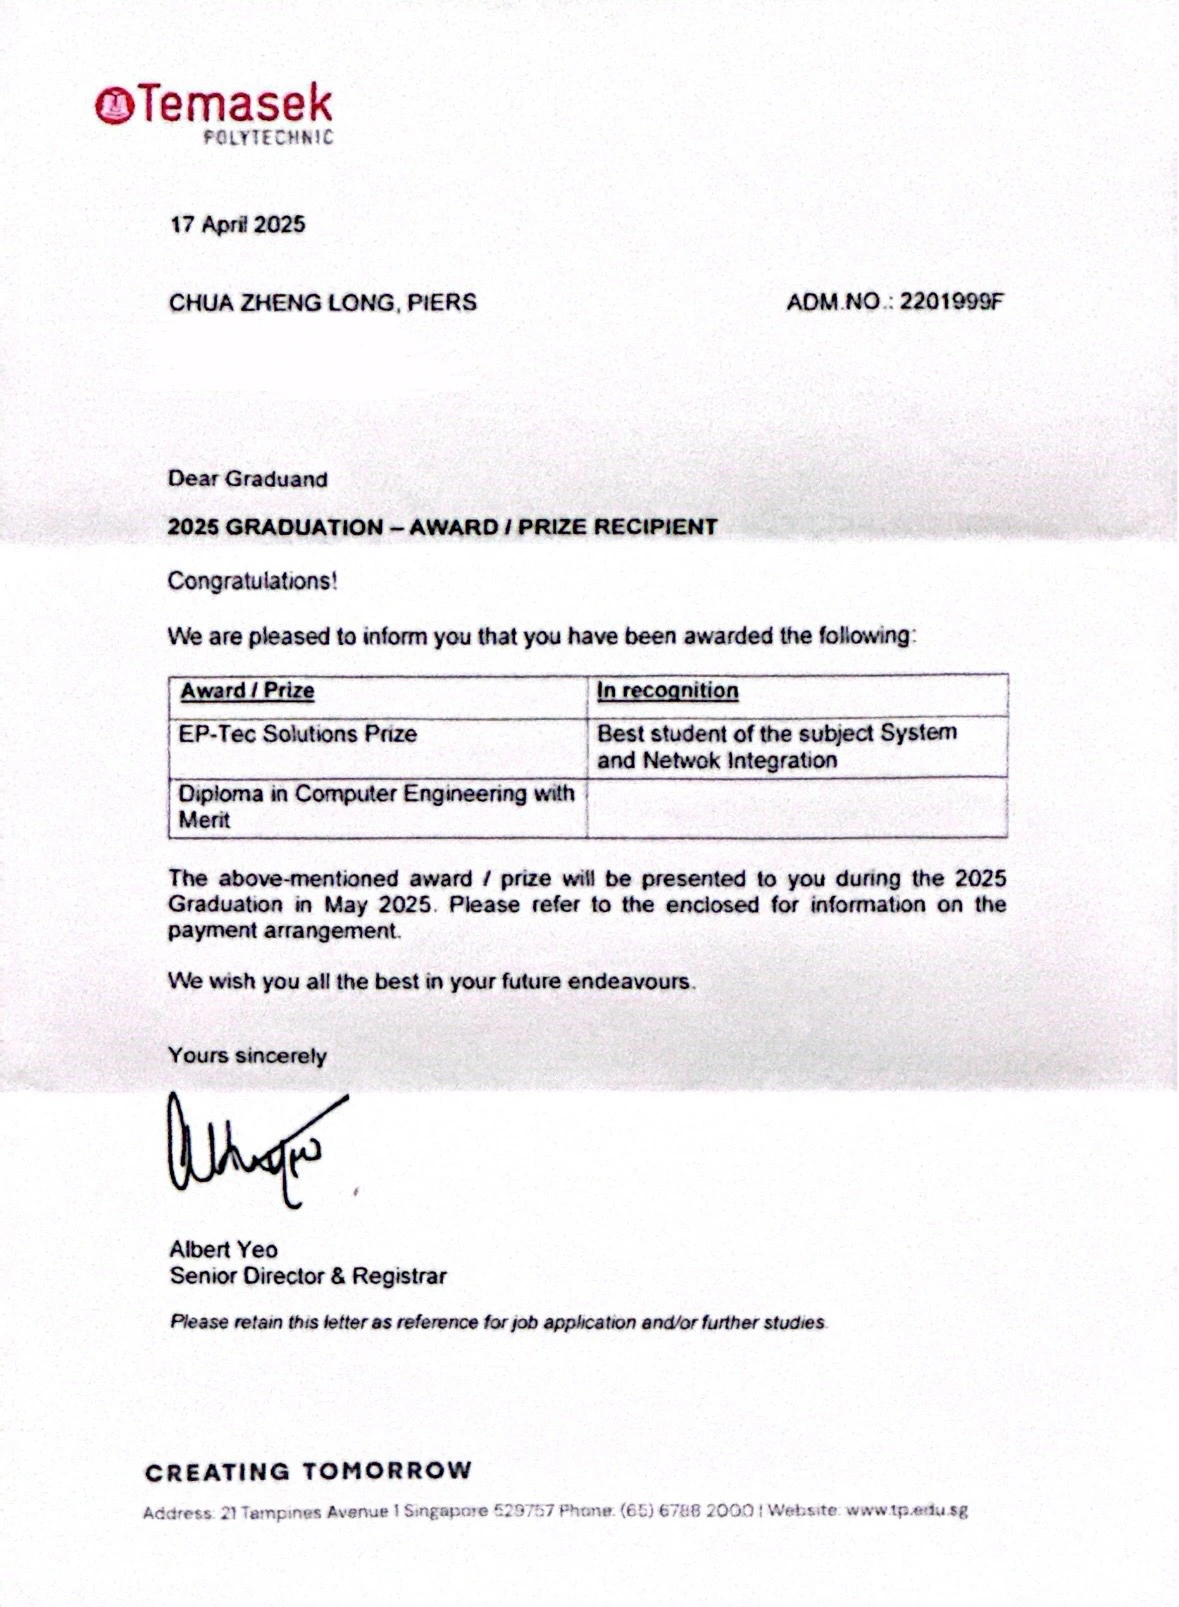 Temasek
POLYTECHNIC
17 April 2025
CHUA ZHENG LONG, PIERS ADM.NO.: 2201999F
Dear Graduand
2025 GRADUATION – AWARD / PRIZE RECIPIENT
Congratulations!
We are pleased to inform you that you have been awarded the following:
Award / Prize In recognition
EP-Tec Solutions Prize Best student of the subject System
and Netwok Integration
Diploma in Computer Engineering with
Merit
The above-mentioned award / prize will be presented to you during the 2025
Graduation in May 2025. Please refer to the enclosed for information on the
payment arrangement.
We wish you all the best in your future endeavours.
Yours sincerely
Albert Yeo
Senior Director & Registrar
Please retain this letter as reference for job application and/or further studies.
CREATING TOMORROW
Address: 21 Tampines Avenue 1 Singapore 529757 Phone: (65) 6788 2000 | Website: www.tp.edu.sg